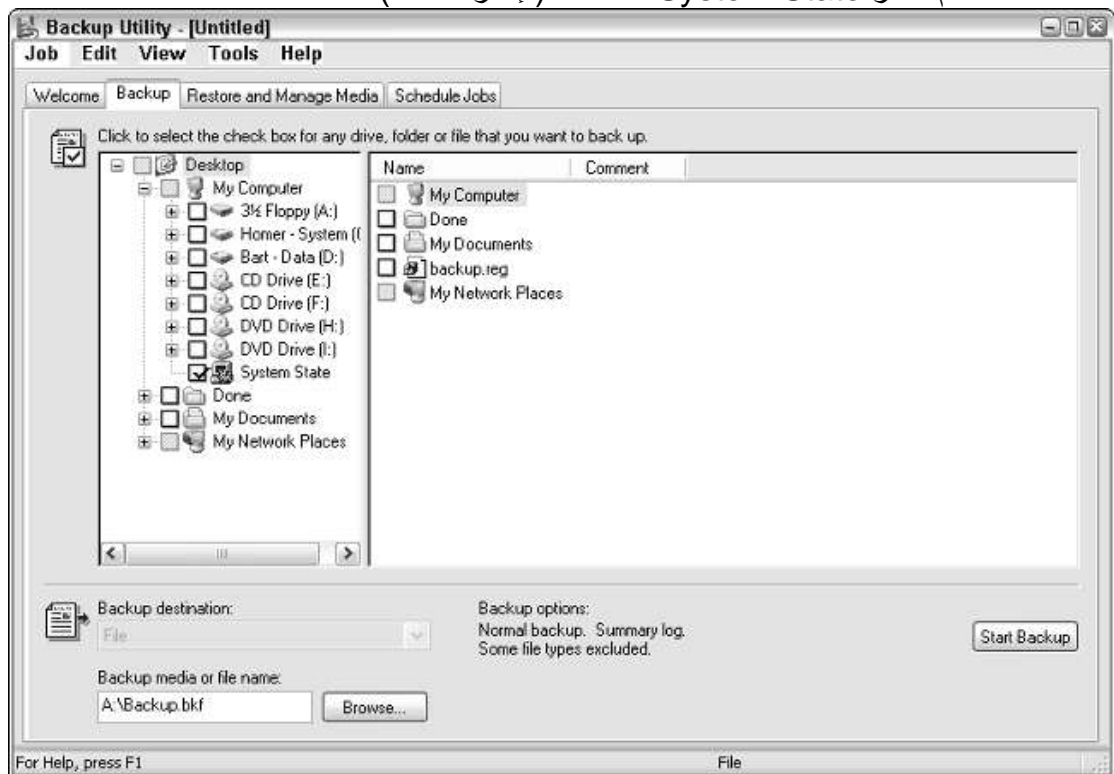 System State
Backup Utility - [Untitled]
Job Edit View Tools Help
Welcome Backup Restore and Manage Media Schedule Jobs
Click to select the check box for any drive, folder or file that you want to back up.
Desktop
My Computer
3½ Floppy (A:)
Homer - System (
Bart - Data (D:)
CD Drive (E:)
CD Drive (F:)
DVD Drive (H:)
DVD Drive (I:)
System State
Done
My Documents
My Network Places
Name Comment
My Computer
Done
My Documents
backup.reg
My Network Places
Backup destination:
File
Backup media or file name:
A:\Backup.bkf
Browse...
Backup options:
Normal backup. Summary log.
Some file types excluded.
Start Backup
For Help, press F1 File